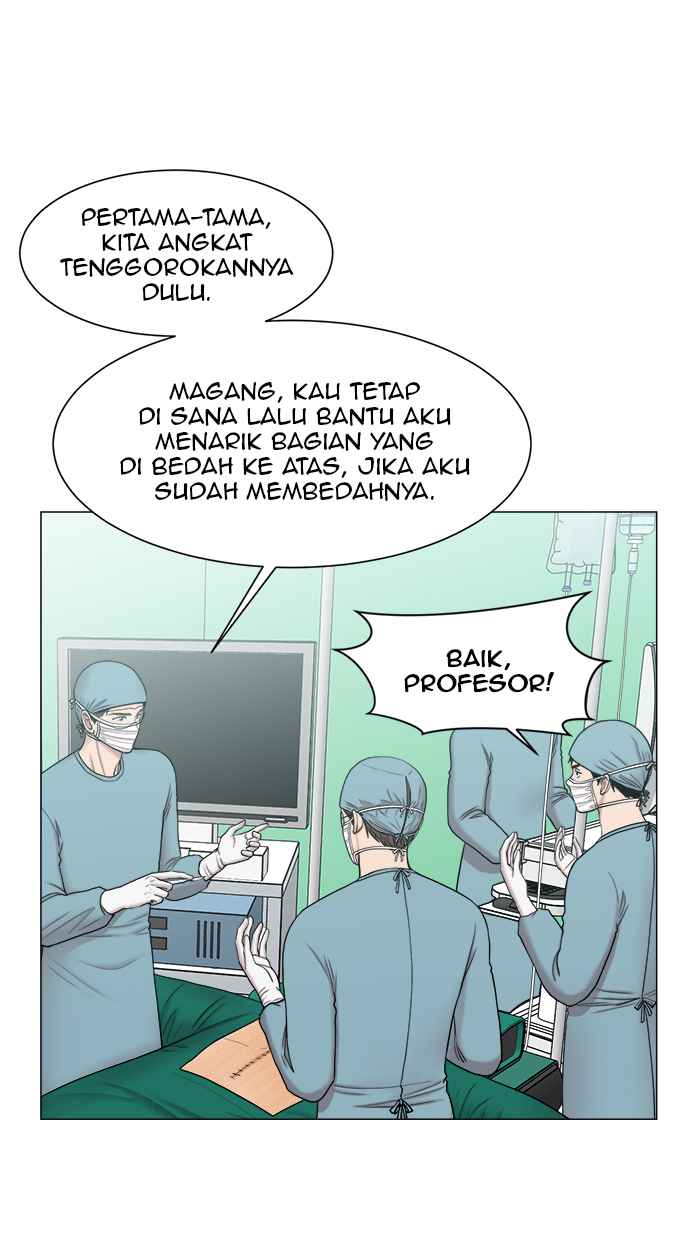 PERTAMA-TAMA,
KITA ANGKAT
TENGGOROKANNYA
DULU.
MAGANG, KAU TETAP
DI SANA LALU BANTU AKU
MENARIK BAGIAN YANG
DI BEDAH KE ATAS, JIKA AKU
SUDAH MEMBEDAHNYA.
BAIK,
PROFESOR!